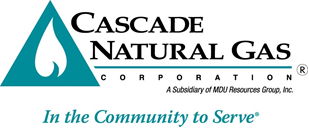 CASCADE
NATURAL GAS
CORPORATION ®
A Subsidiary of MDU Resources Group, Inc.
In the Community to Serve®